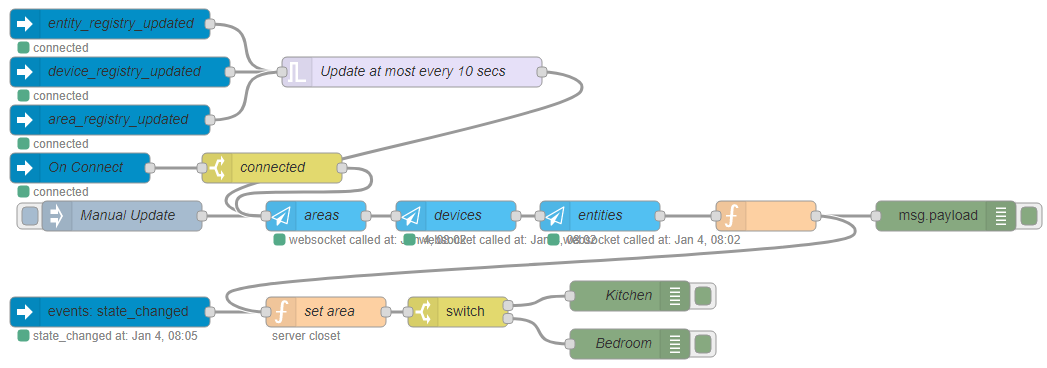 entity_registry_updated
connected
device_registry_updated
Update at most every 10 secs
connected
area_registry_updated
connected
On Connect
connected
connected
Manual Update
areas
devices
entities
msg.payload
websocket called at: Jan 4, 08:02
websocket called at: Jan 4, 08:02
websocket called at: Jan 4, 08:02
events: state_changed
set area
switch
Kitchen
state_changed at: Jan 4, 08:05
server closet
Bedroom